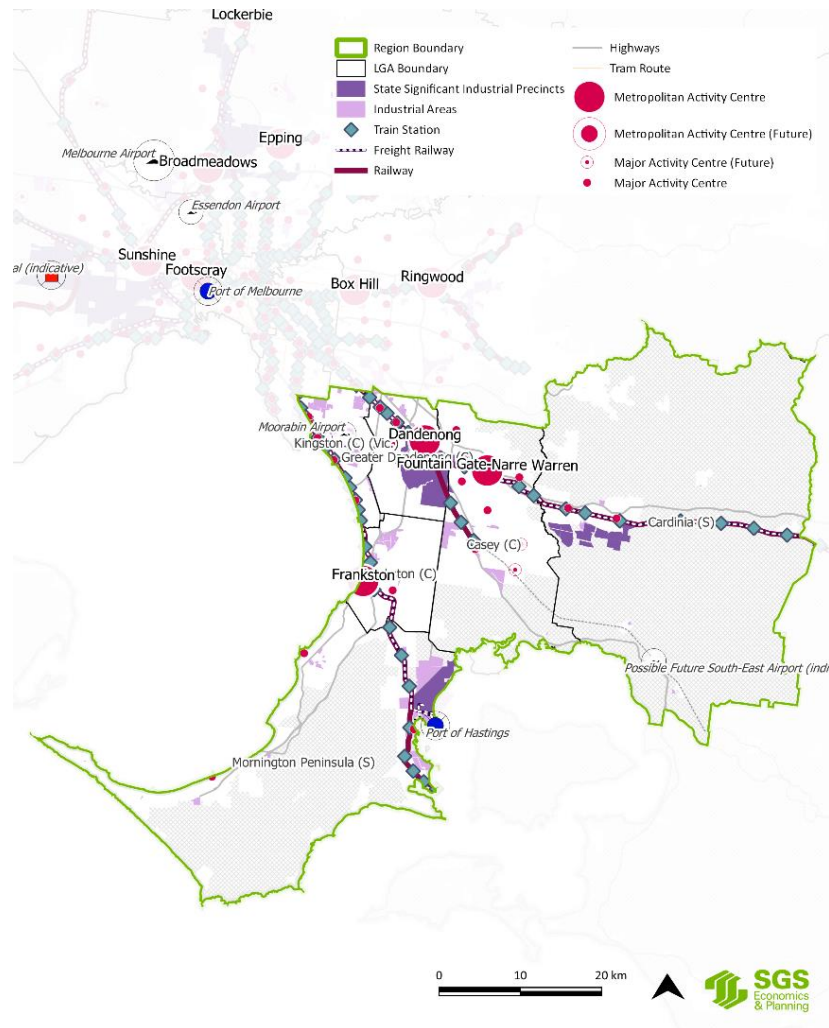 Lockerbie
Region Boundary
LGA Boundary
State Significant Industrial Precincts
Industrial Areas
Train Station
Freight Railway
Railway
Highways
Tram Route
Metropolitan Activity Centre
Metropolitan Activity Centre (Future)
Major Activity Centre (Future)
Major Activity Centre
Epping
Melbourne Airport
Broadmeadows
Essendon Airport
Sunshine
Footscray
al (indicative)
Port of Melbourne
Box Hill
Ringwood
Moorabin Airport
Dandenong
Kingston (C) (Vic.)
Greater
Fountain Gate-Narre Warren
Cardinia (S)
Casey (C)
Frankston
ton (C)
Possible Future South-East Airport (indi
Port of Hastings
Mornington Peninsula (S)
0 10 20 km
SGS
Economics
& Planning